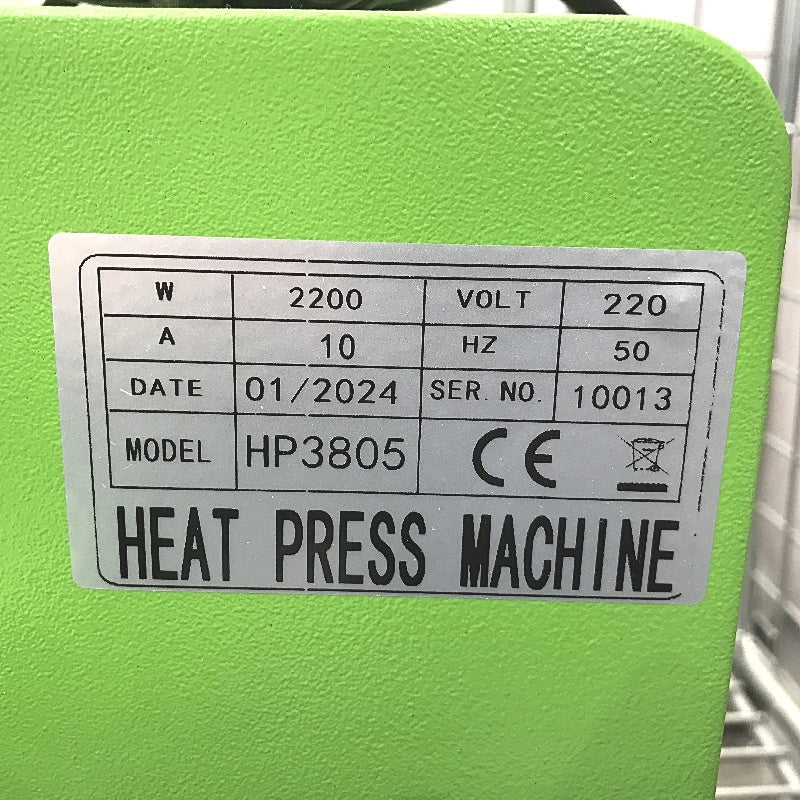 W 2200 VOLT 220
A 10 HZ 50
DATE 01/2024 SER. NO. 10013
MODEL HP3805 CE
HEAT PRESS MACHINE